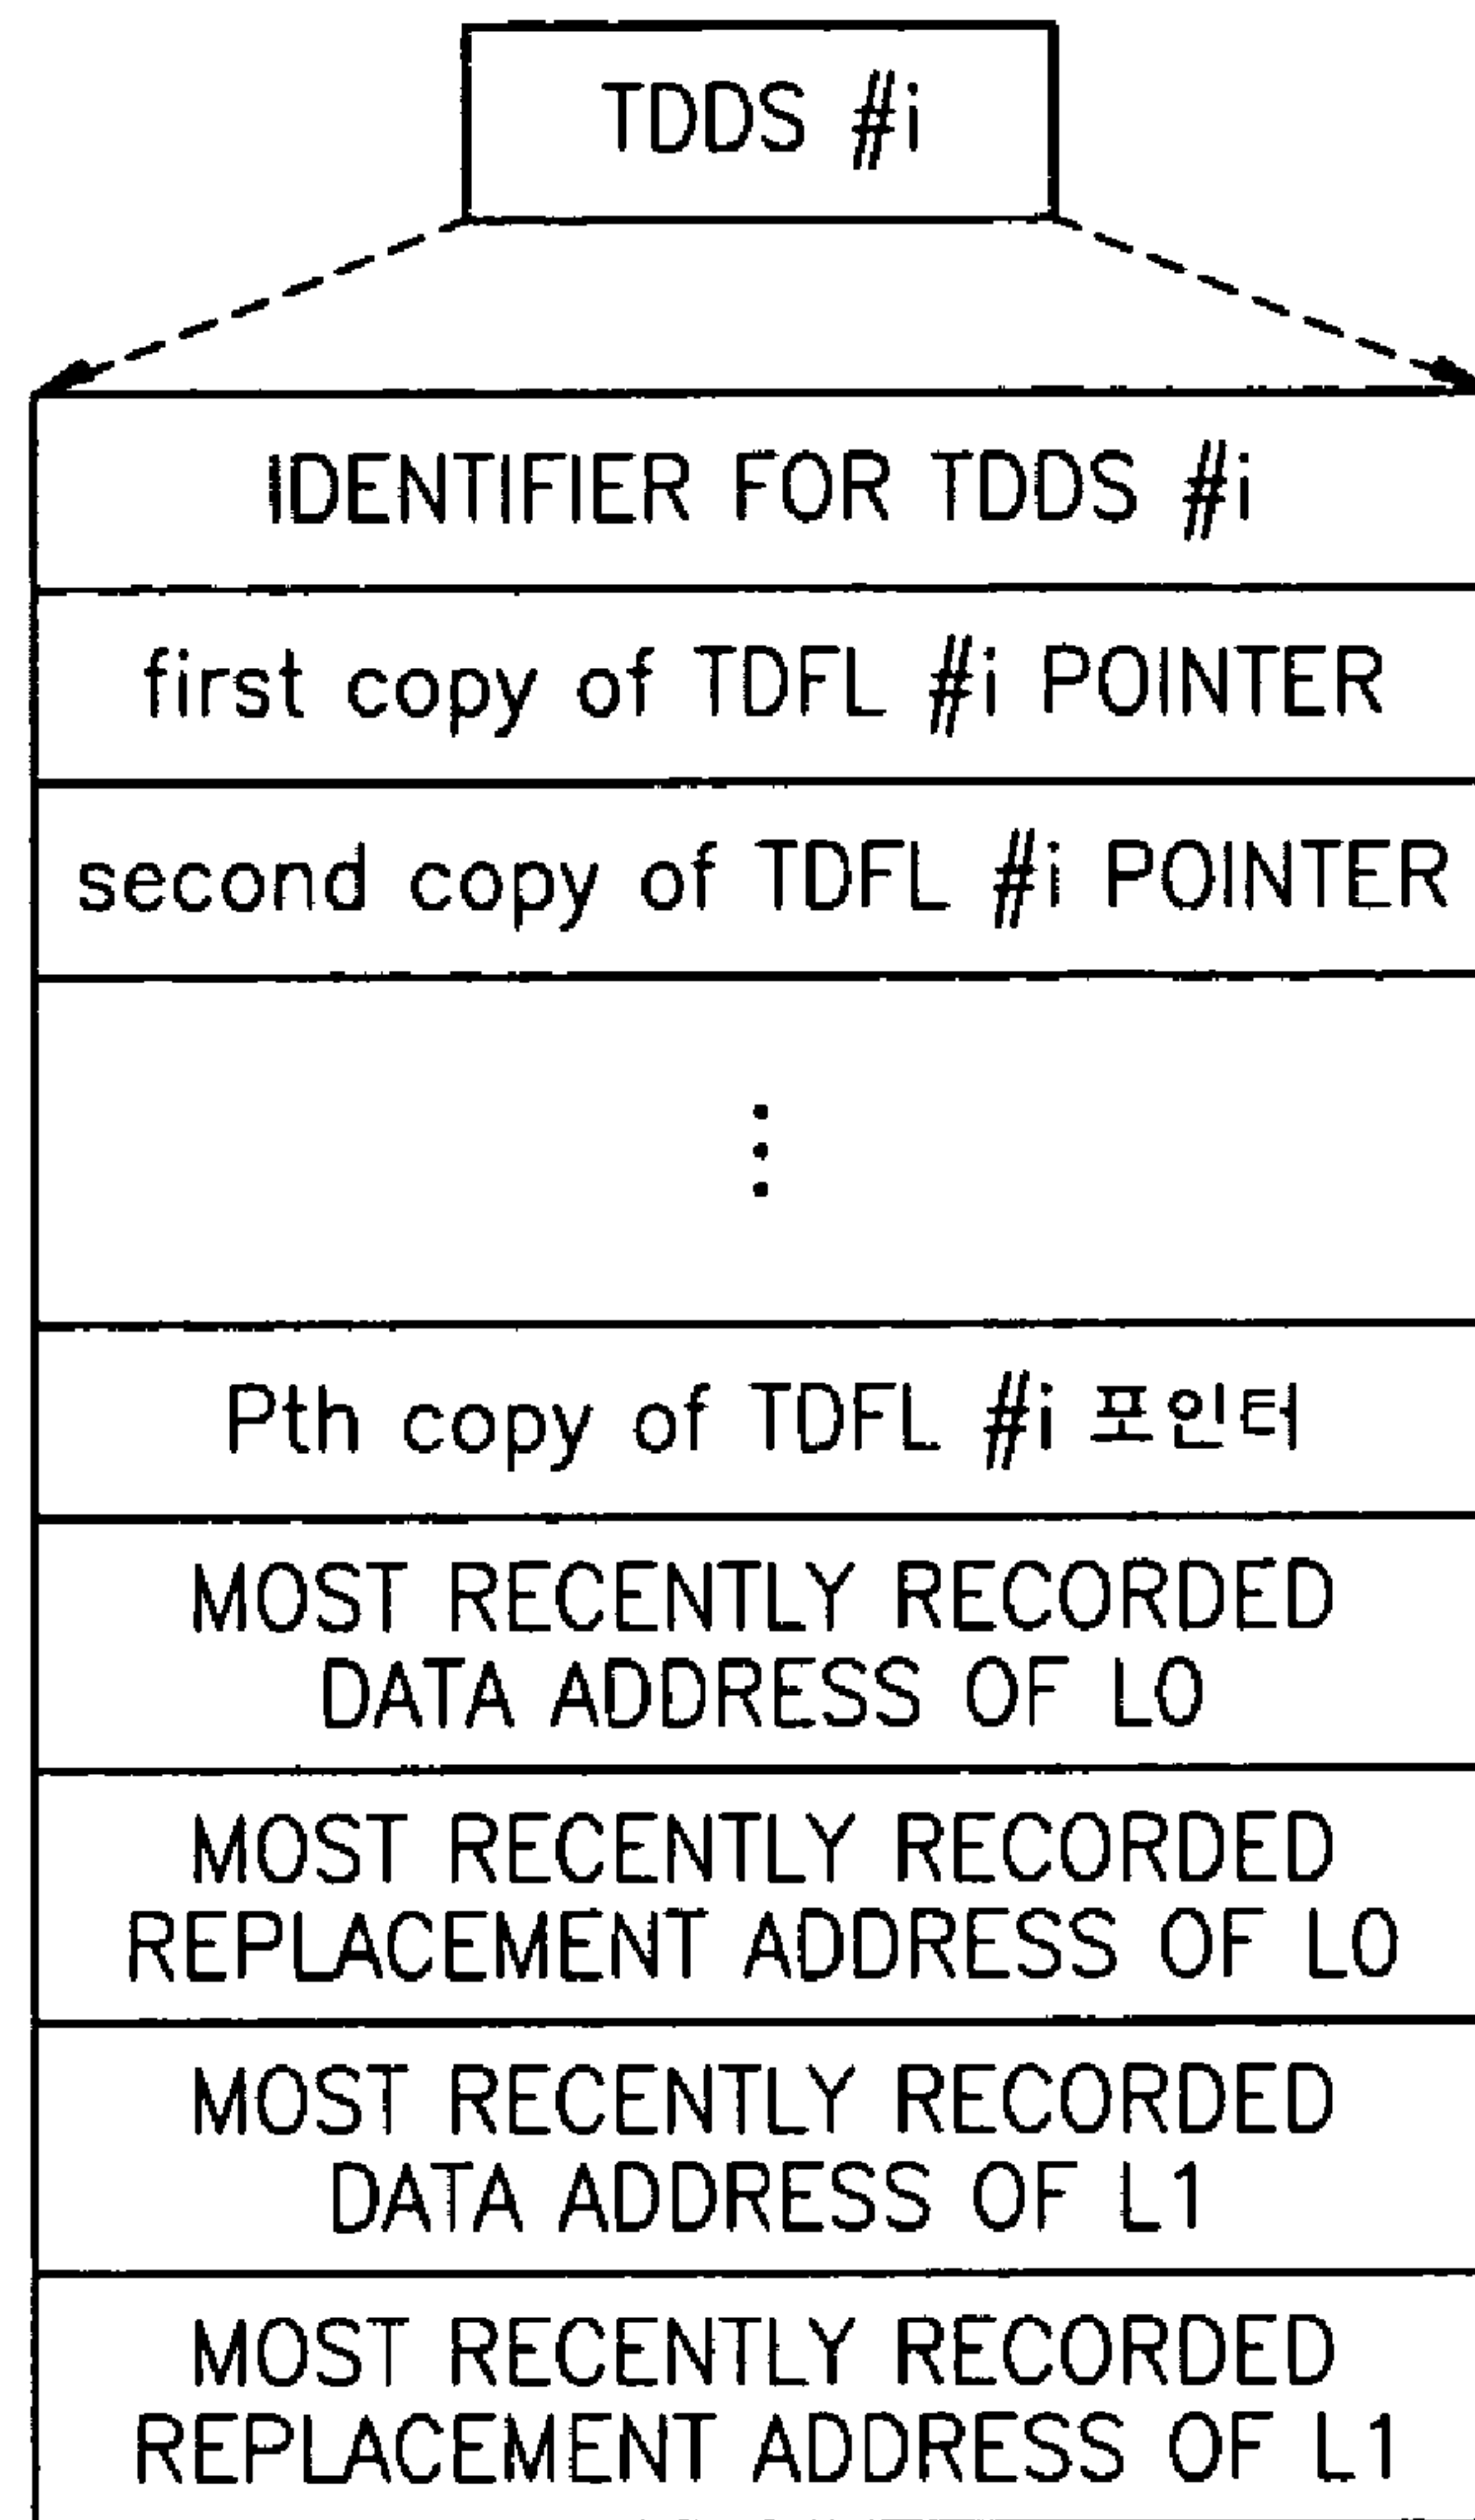 TDDS #i
IDENTIFIER FOR TDDS #i
first copy of TDFL #i POINTER
second copy of TDFL #i POINTER
Pth copy of TDFL #i 포인터
MOST RECENTLY RECORDED
DATA ADDRESS OF L0
MOST RECENTLY RECORDED
REPLACEMENT ADDRESS OF L0
MOST RECENTLY RECORDED
DATA ADDRESS OF L1
MOST RECENTLY RECORDED
REPLACEMENT ADDRESS OF L1